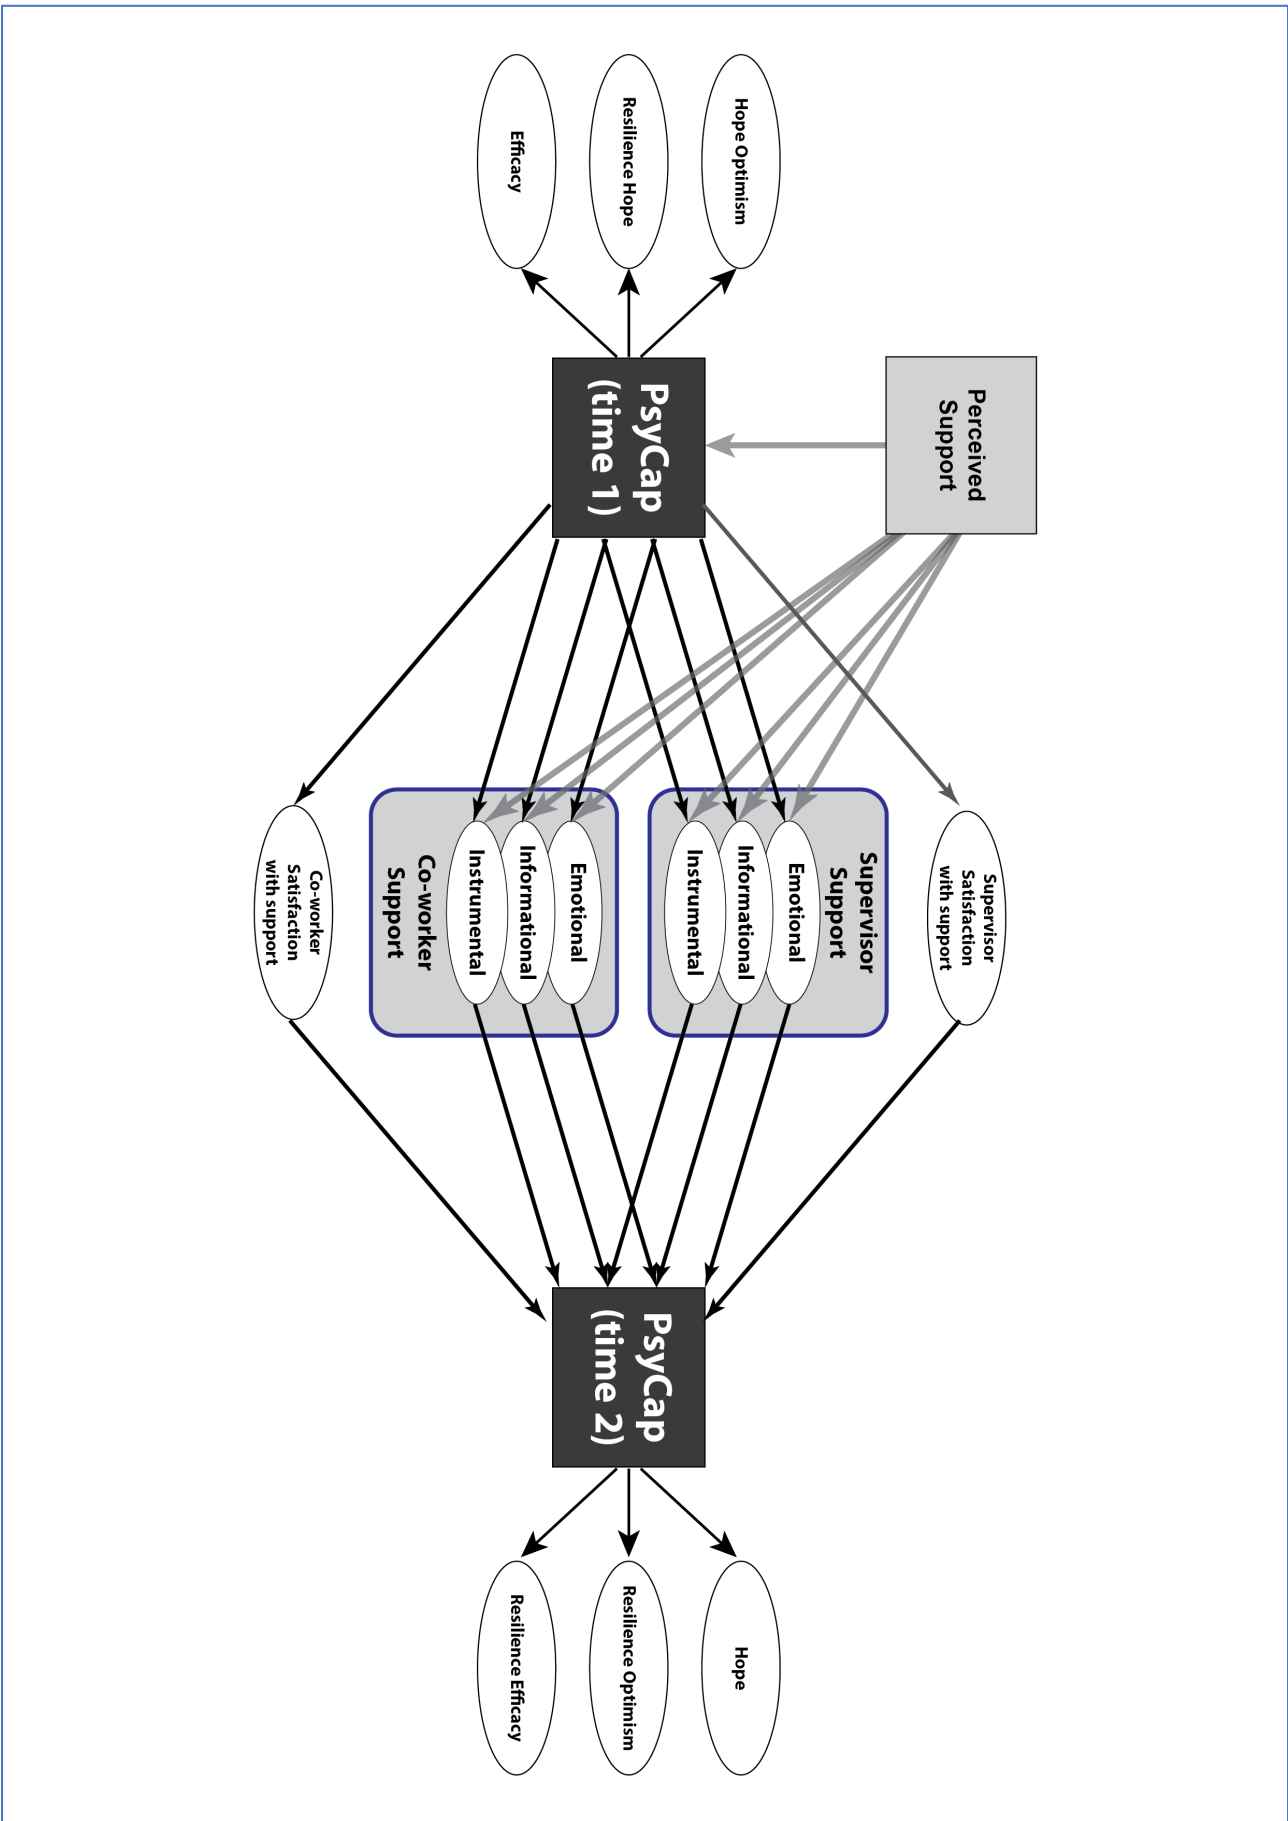 Perceived
Support
Supervisor
Satisfaction
with support
Hope Optimism
Resilience Hope
Efficacy
PsyCap
(time 1)
Supervisor
Support
Emotional
Informational
Instrumental
Emotional
Informational
Instrumental
Co-worker
Support
Co-worker
Satisfaction
with support
PsyCap
(time 2)
Hope
Resilience Optimism
Resilience Efficacy